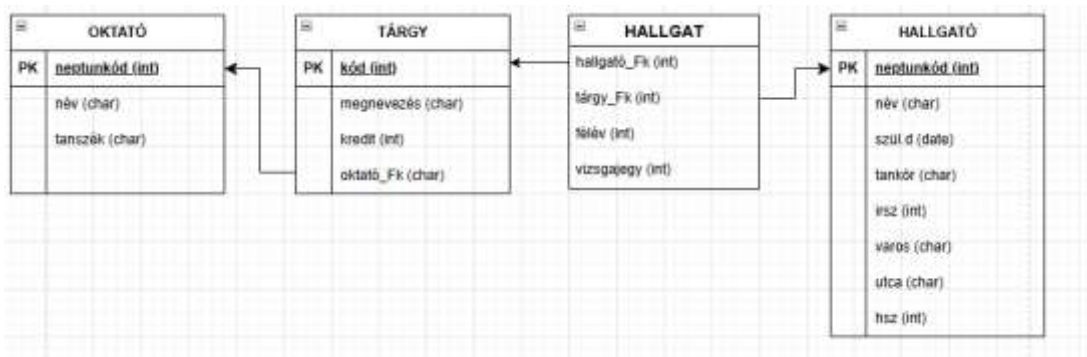 OKTATÓ
PK neptunkód (int)
név (char)
tanszék (char)
TÁRGY
PK kód (int)
megnevezés (char)
kredit (int)
oktató_Fk (char)
HALLGAT
hallgató_Fk (int)
tárgy_Fk (int)
félév (int)
vizsgajegy (int)
HALLGATÓ
PK neptunkód (int)
név (char)
szül d (date)
tankör (char)
irsz (int)
varos (char)
utca (char)
hsz (int)